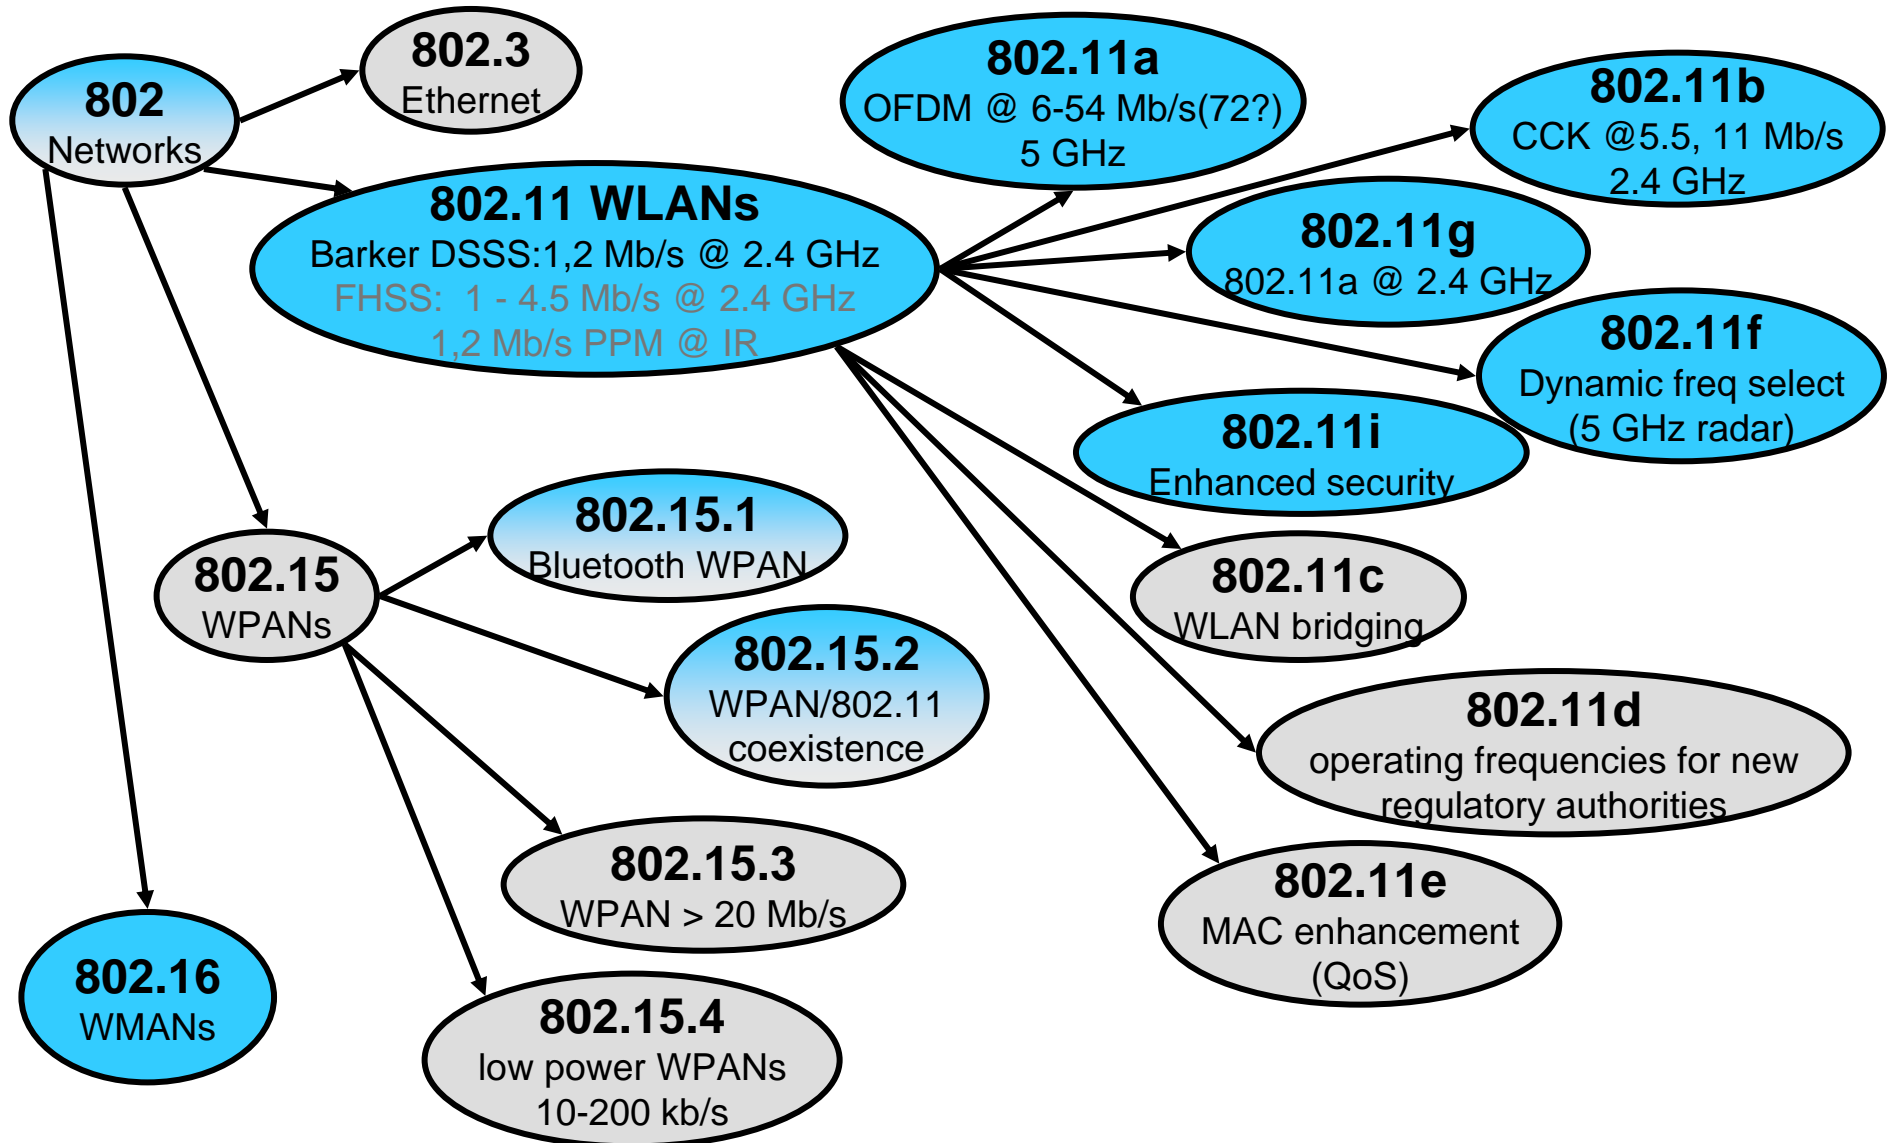 802
Networks
802.3
Ethernet
802.11 WLANs
Barker DSSS:1,2 Mb/s @ 2.4 GHz
FHSS:  1 - 4.5 Mb/s @ 2.4 GHz
1,2 Mb/s PPM @ IR
802.11a
OFDM @ 6-54 Mb/s(72?)
5 GHz
802.11b
CCK @5.5, 11 Mb/s
2.4 GHz
802.11g
802.11a @ 2.4 GHz
802.11f
Dynamic freq select
(5 GHz radar)
802.11i
Enhanced security
802.11c
WLAN bridging
802.11d
operating frequencies for new
regulatory authorities
802.11e
MAC enhancement
(QoS)
802.15
WPANs
802.15.1
Bluetooth WPAN
802.15.2
WPAN/802.11
coexistence
802.15.3
WPAN > 20 Mb/s
802.15.4
low power WPANs
10-200 kb/s
802.16
WMANs